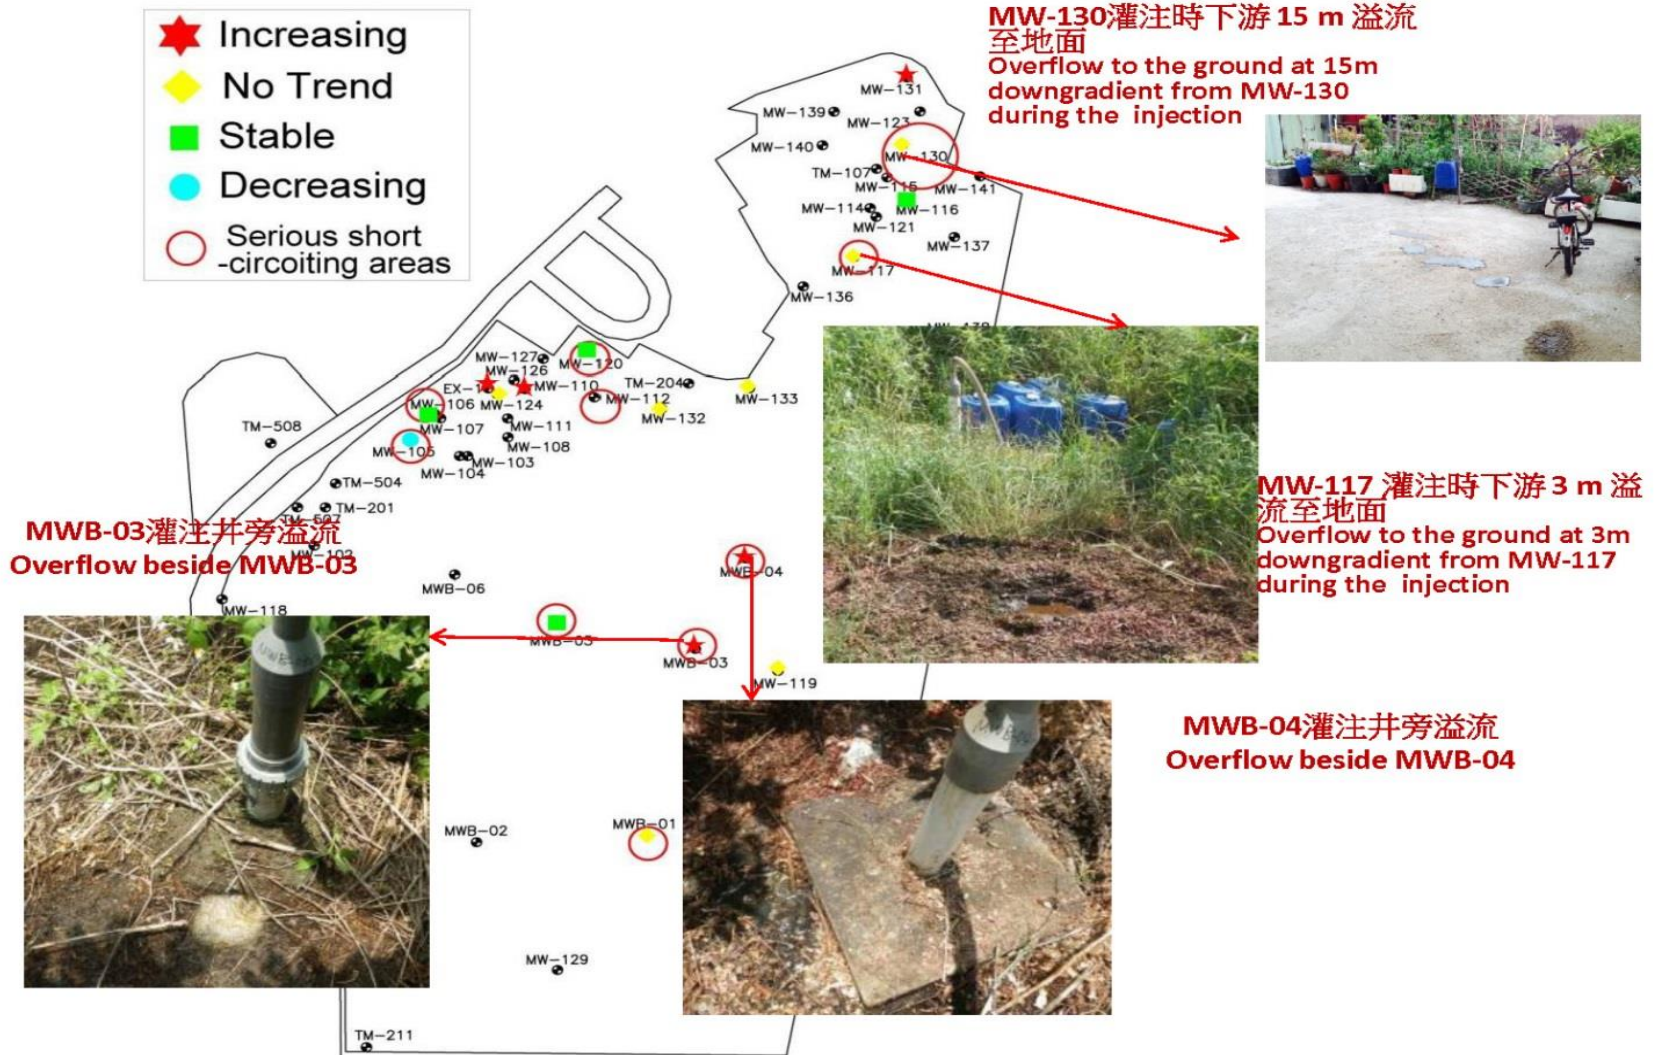 Increasing
No Trend
Stable
Decreasing
Serious short
-circoiting areas
MW-130灌注時下游 15 m 溢流
至地面
Overflow to the ground at 15m
downgradient from MW-130
during the injection
MW-131
MW-139
MW-123
MW-140
MW-130
TM-107
MW-115
MW-141
MW-114
MW-116
MW-121
MW-137
MW-117
MW-136
MW-127
MW-120
MW-126
MW-110
TM-204
MW-106
MW-124
MW-112
MW-133
MW-132
TM-508
MW-107
MW-111
MW-105
MW-108
MW-104
MW-103
TM-504
TM-201
TM-507
MW-102
MW-117 灌注時下游 3 m 溢
流至地面
Overflow to the ground at 3m
downgradient from MW-117
during the injection
MWB-03灌注井旁溢流
Overflow beside MWB-03
MWB-04
MWB-06
MW-118
MWB-03
MW-119
MWB-04灌注井旁溢流
Overflow beside MWB-04
MWB-02
MWB-01
MW-129
TM-211